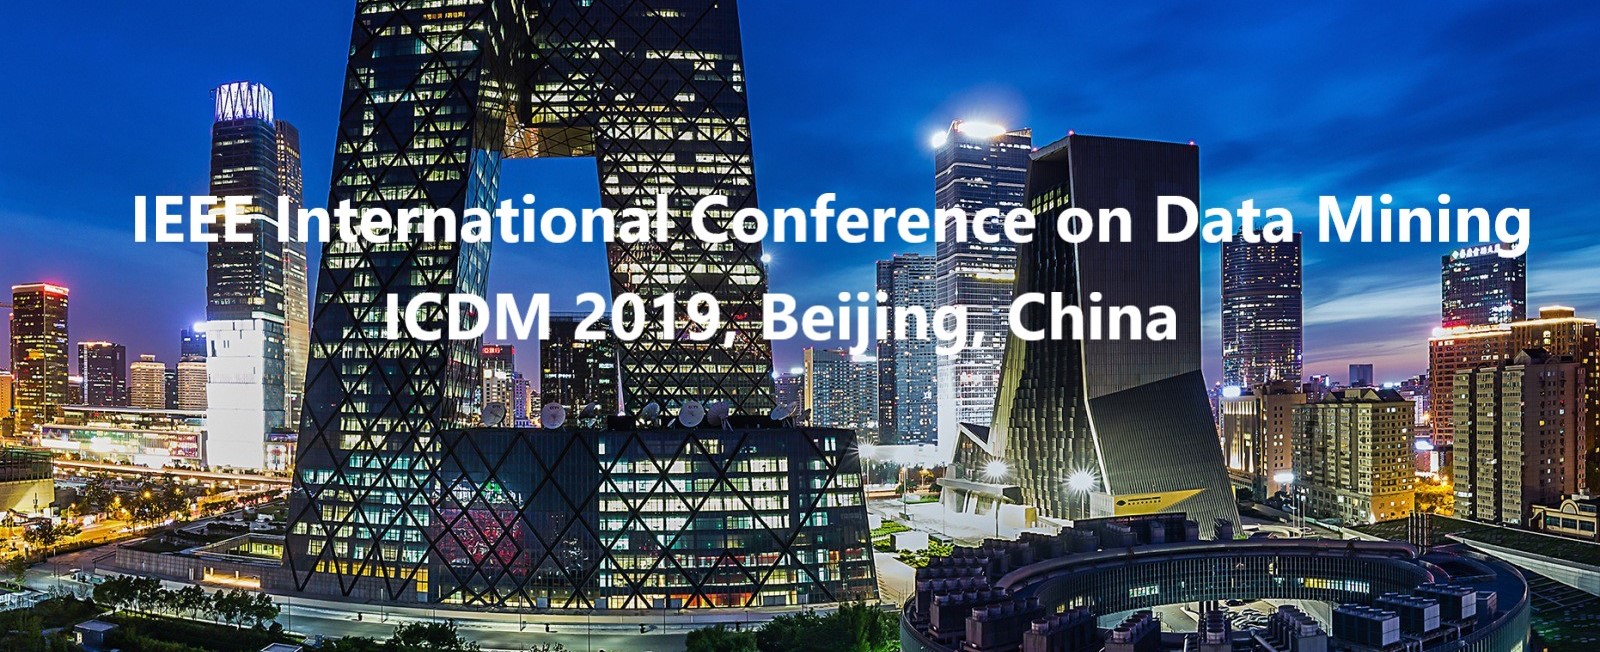 IEEE International Conference on Data Mining
ICDM 2019, Beijing, China